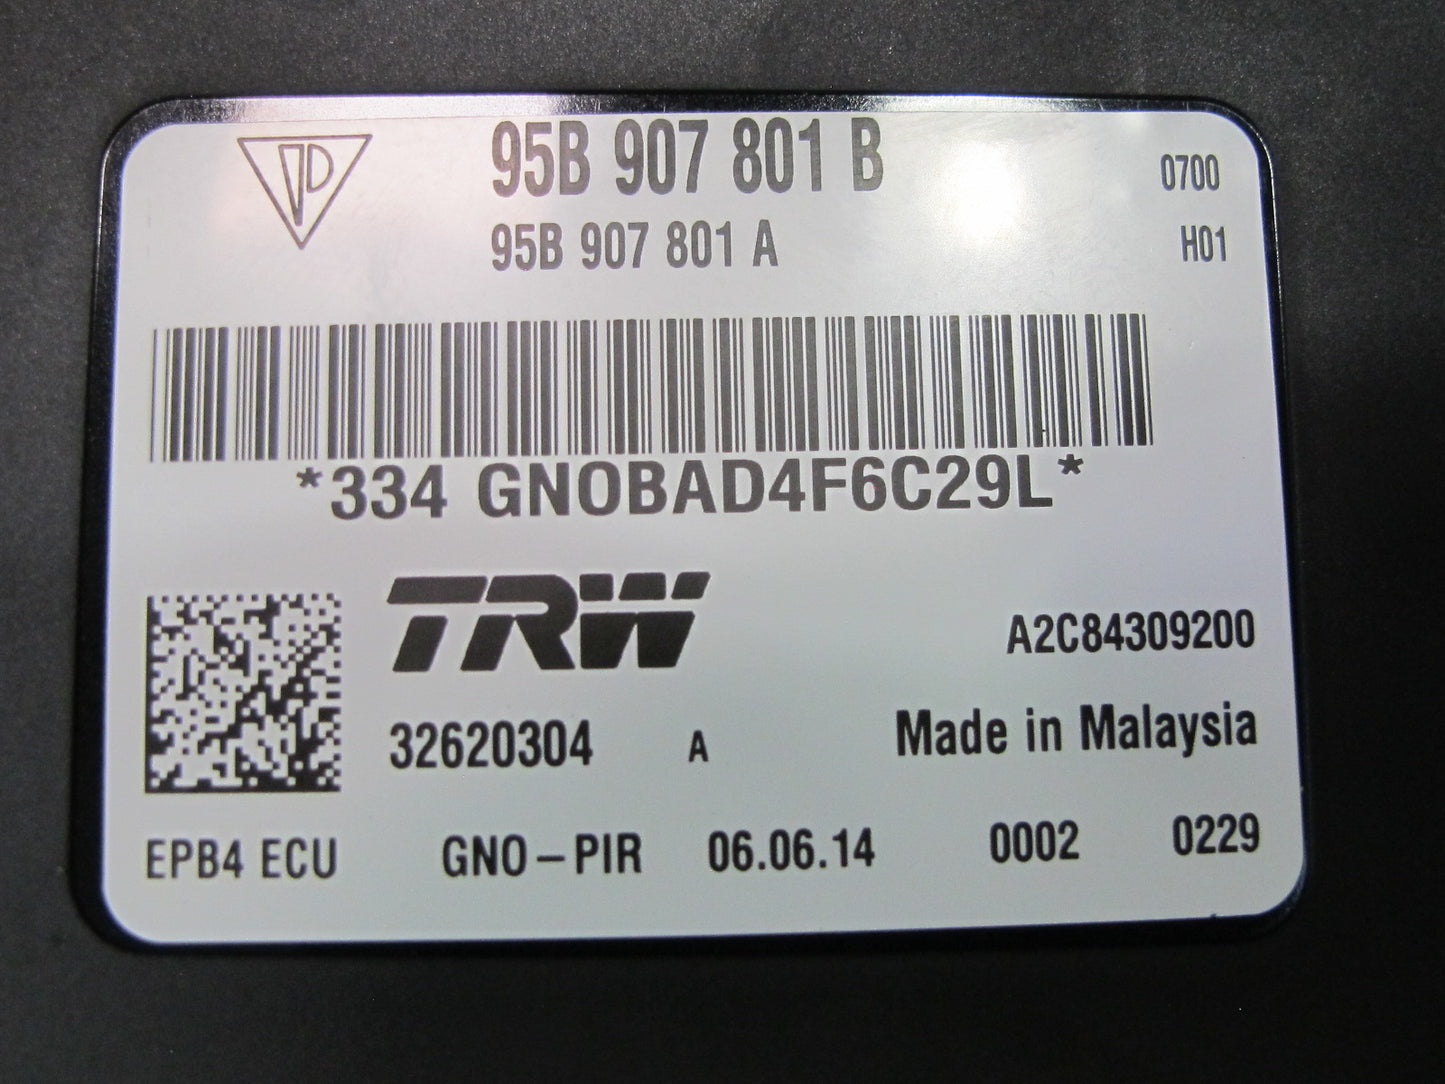 95B 907 801 B 0700
95B 907 801 A H01
*334 GNOBAD4F6C29L*
TRW
A2C84309200
32620304 A Made in Malaysia
EPB4 ECU GNO-PIR 06.06.14 0002 0229